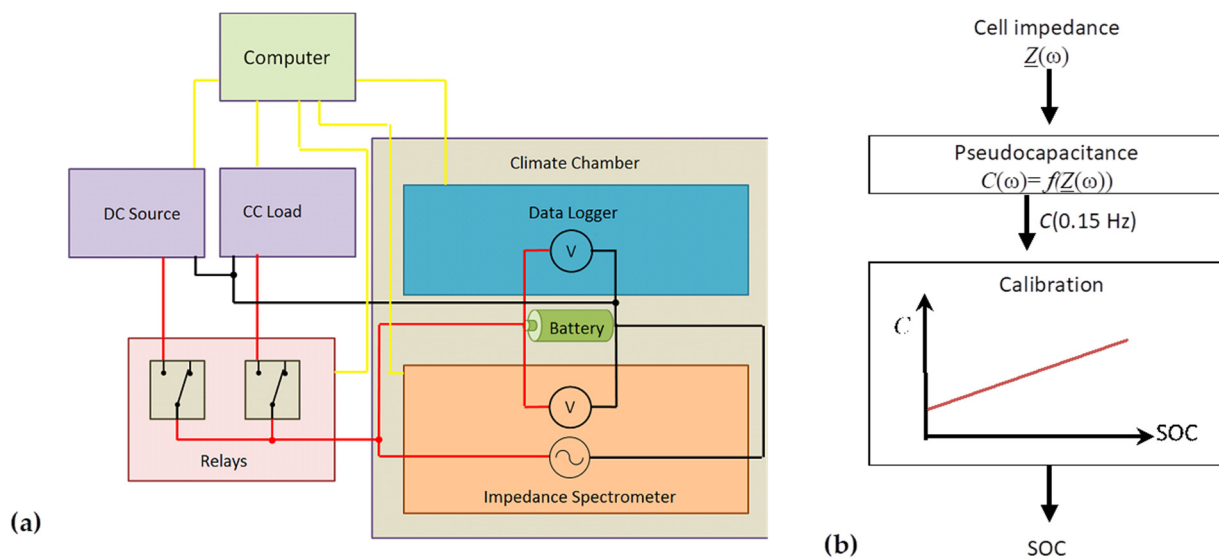 Computer
DC Source
CC Load
Climate Chamber
Data Logger
V
Battery
V
Relays
Impedance Spectrometer
(a)
Cell impedance
Z(ω)
Pseudocapacitance
C(ω)= f(Z(ω))
C(0.15 Hz)
Calibration
C
SOC
SOC
(b)